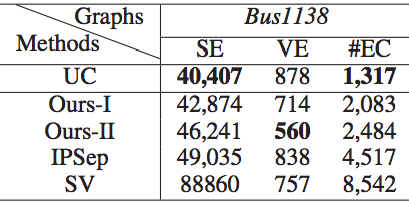 Graphs Bus1138
Methods SE VE #EC
UC 40,407 878 1,317
Ours-I 42,874 714 2,083
Ours-II 46,241 560 2,484
IPSep 49,035 838 4,517
SV 88860 757 8,542